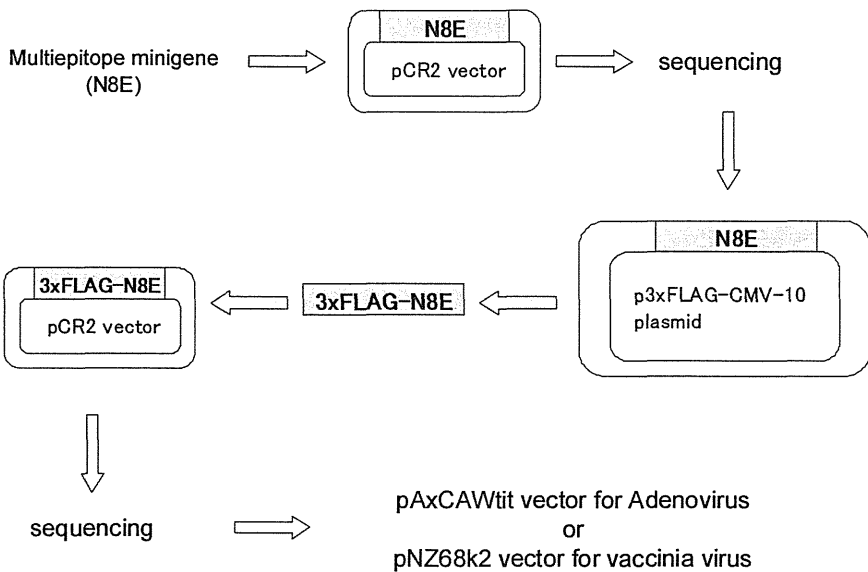 Multiepitope minigene
(N8E)
N8E
pCR2 vector
sequencing
N8E
p3xFLAG-CMV-10
plasmid
3xFLAG-N8E
3xFLAG-N8E
pCR2 vector
sequencing
pAxCAWtit vector for Adenovirus
or
pNZ68k2 vector for vaccinia virus